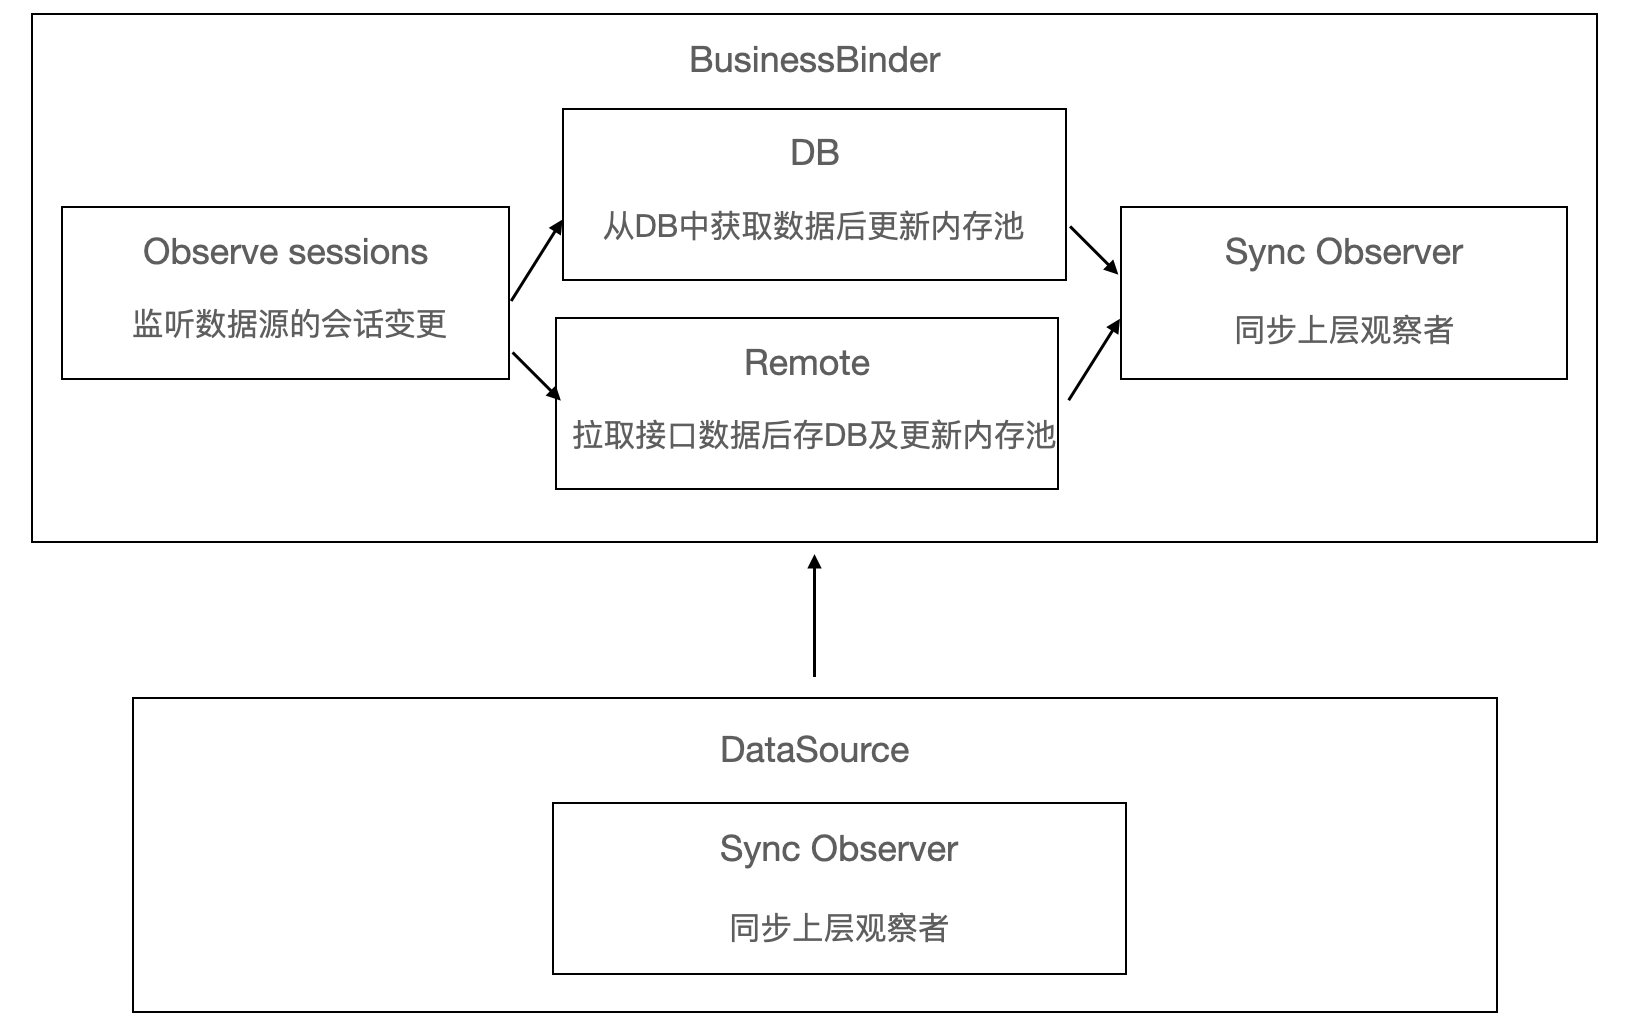 BusinessBinder
DB
从DB中获取数据后更新内存池
Observe sessions
监听数据源的会话变更
Remote
拉取接口数据后存DB及更新内存池
Sync Observer
同步上层观察者
DataSource
Sync Observer
同步上层观察者